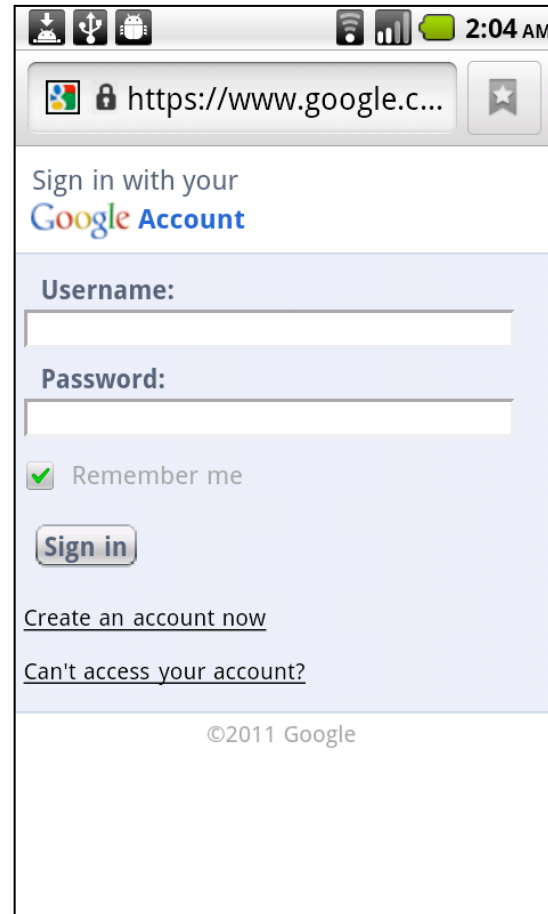 2:04 AM
https://www.google.c...
Sign in with your
Google Account
Username:
Password:
Remember me
Sign in
Create an account now
Can't access your account?
©2011 Google